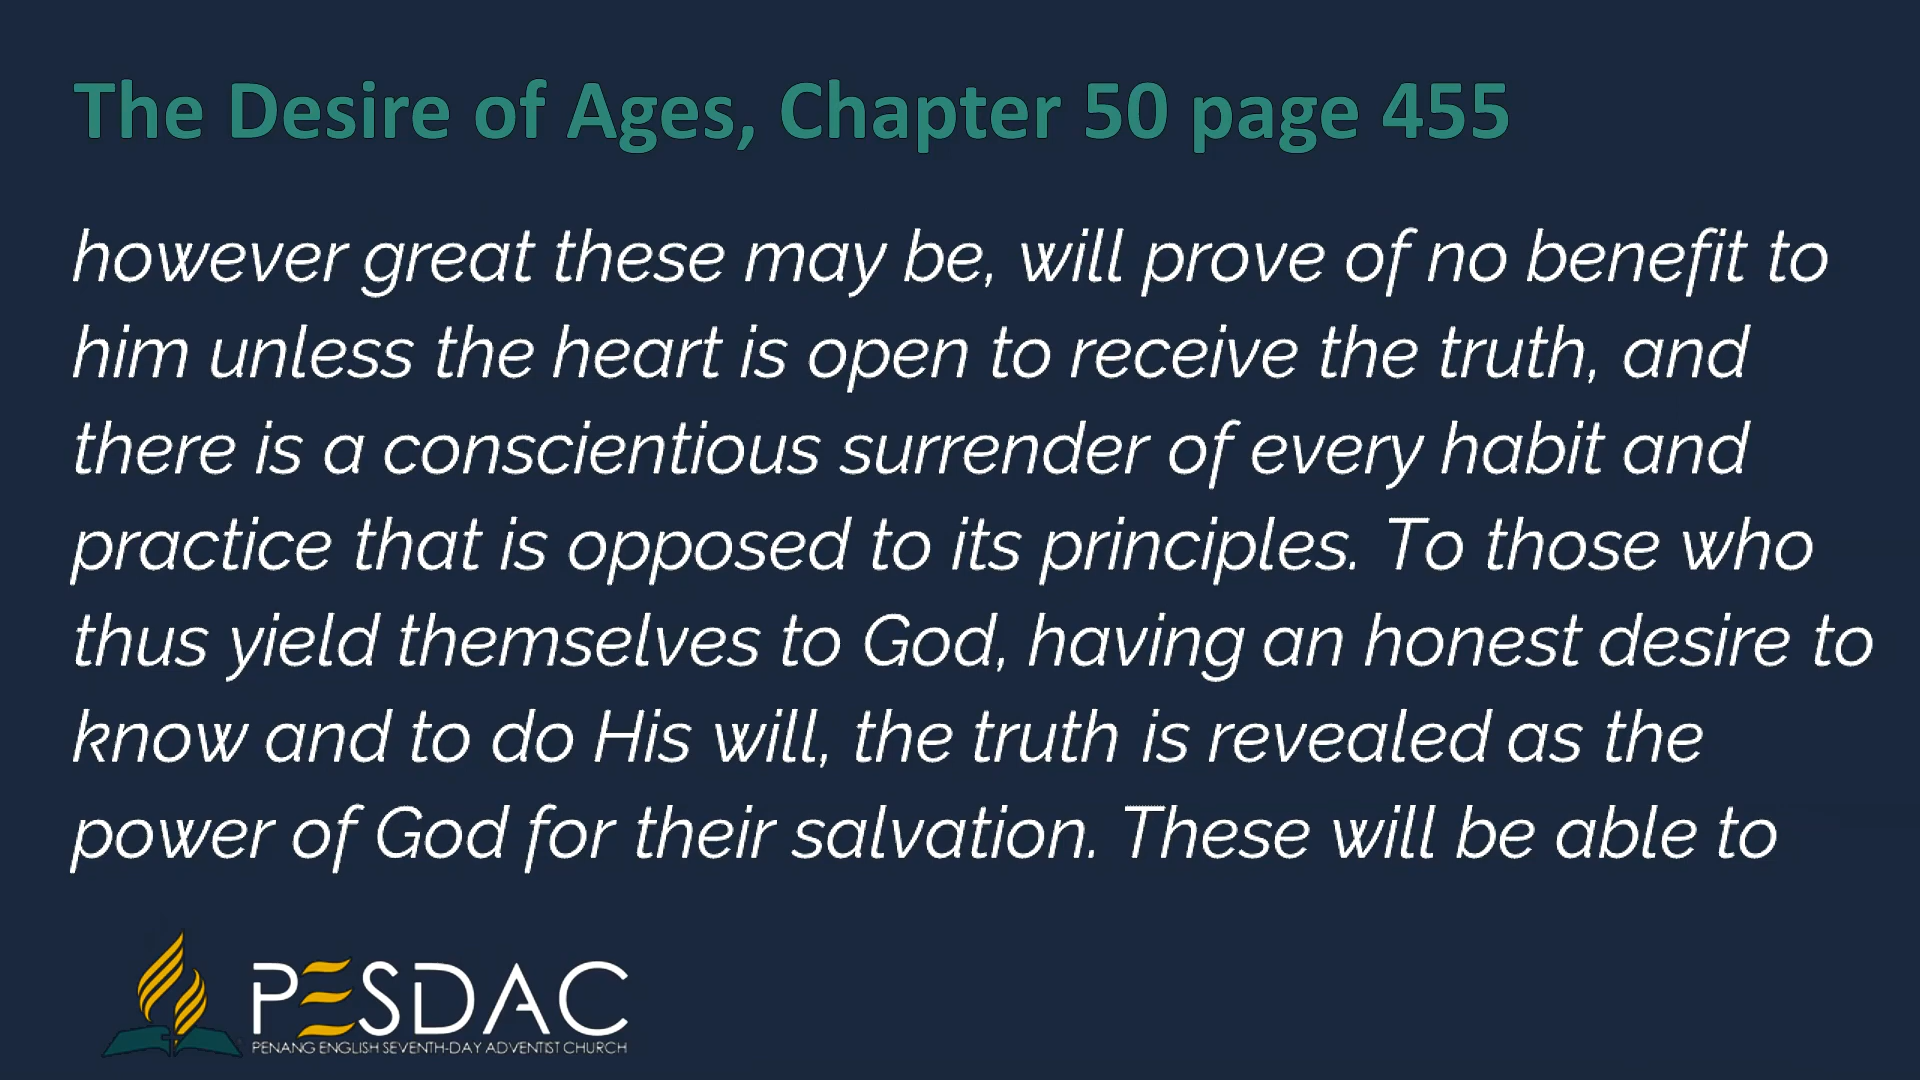 The Desire of Ages, Chapter 50 page 455
however great these may be, will prove of no benefit to
him unless the heart is open to receive the truth, and
there is a conscientious surrender of every habit and
practice that is opposed to its principles. To those who
thus yield themselves to God, having an honest desire to
know and to do His will, the truth is revealed as the
power of God for their salvation. These will be able to
PESDAC
PENANG ENGLISH SEVENTH-DAY ADVENTIST CHURCH